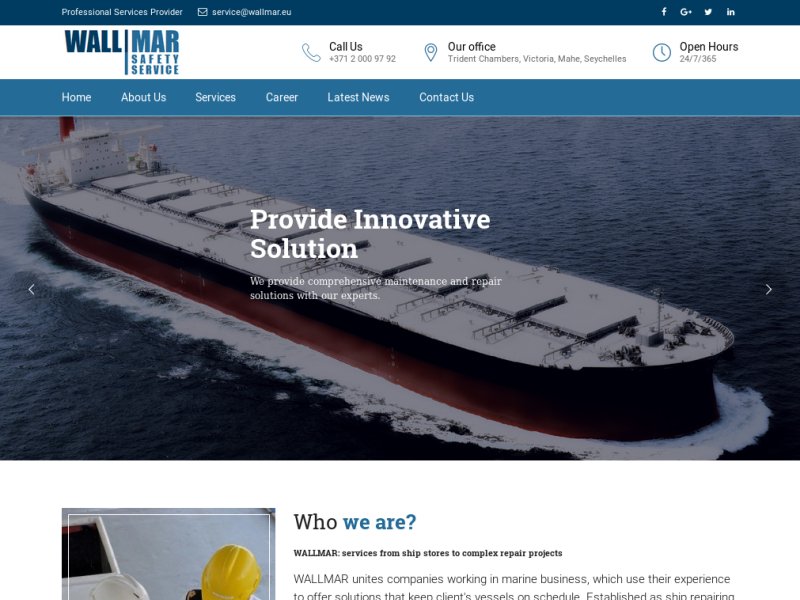 Professional Services Provider
service@wallmar.eu
WALL MAR
SAFETY
SERVICE
Call Us
+371 2 000 97 92
Our office
Trident Chambers, Victoria, Mahe, Seychelles
Open Hours
24/7/365
Home
About Us
Services
Career
Latest News
Contact Us
Provide Innovative
Solution
We provide comprehensive maintenance and repair
solutions with our experts.
Who we are?
WALLMAR: services from ship stores to complex repair projects
WALLMAR unites companies working in marine business, which use their experience
to offer solutions that keep client's vessels on schedule. Established as ship repairing